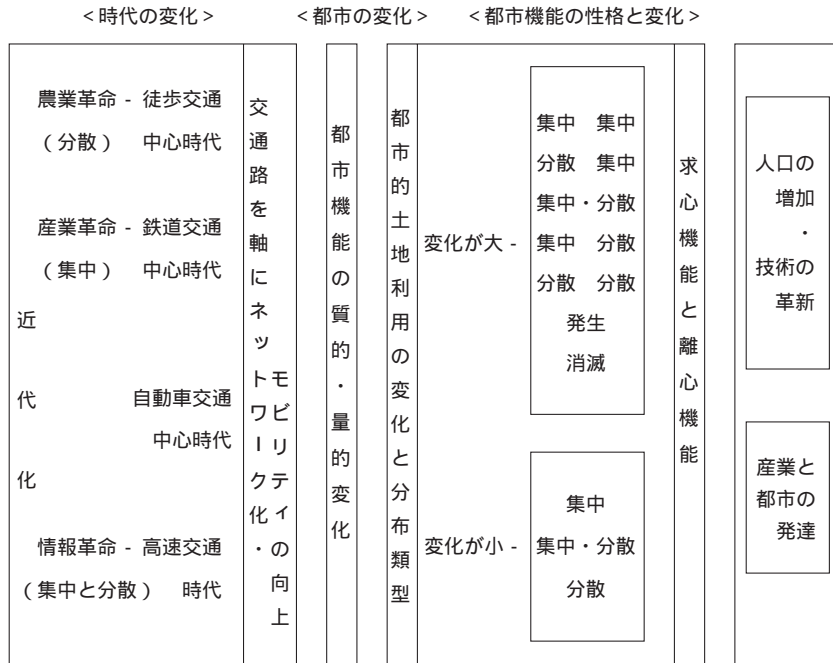 <時代の変化>
<都市の変化>
<都市機能の性格と変化>
農業革命 - 徒歩交通
(分散) 中心時代
産業革命 - 鉄道交通
(集中) 中心時代
近代化
自動車交通
中心時代
情報革命 - 高速交通
(集中と分散) 時代
交通路を軸にネットワーク化・
モビリティの向上
都市機能の質的・量的変化
都市的土地利用の変化と分布類型
変化が大 -
集中 集中
分散 集中
集中・分散
集中 分散
分散 分散
発生
消滅
変化が小 -
集中
集中・分散
分散
求心機能と離心機能
人口の
増加
・
技術の
革新
産業と
都市の
発達